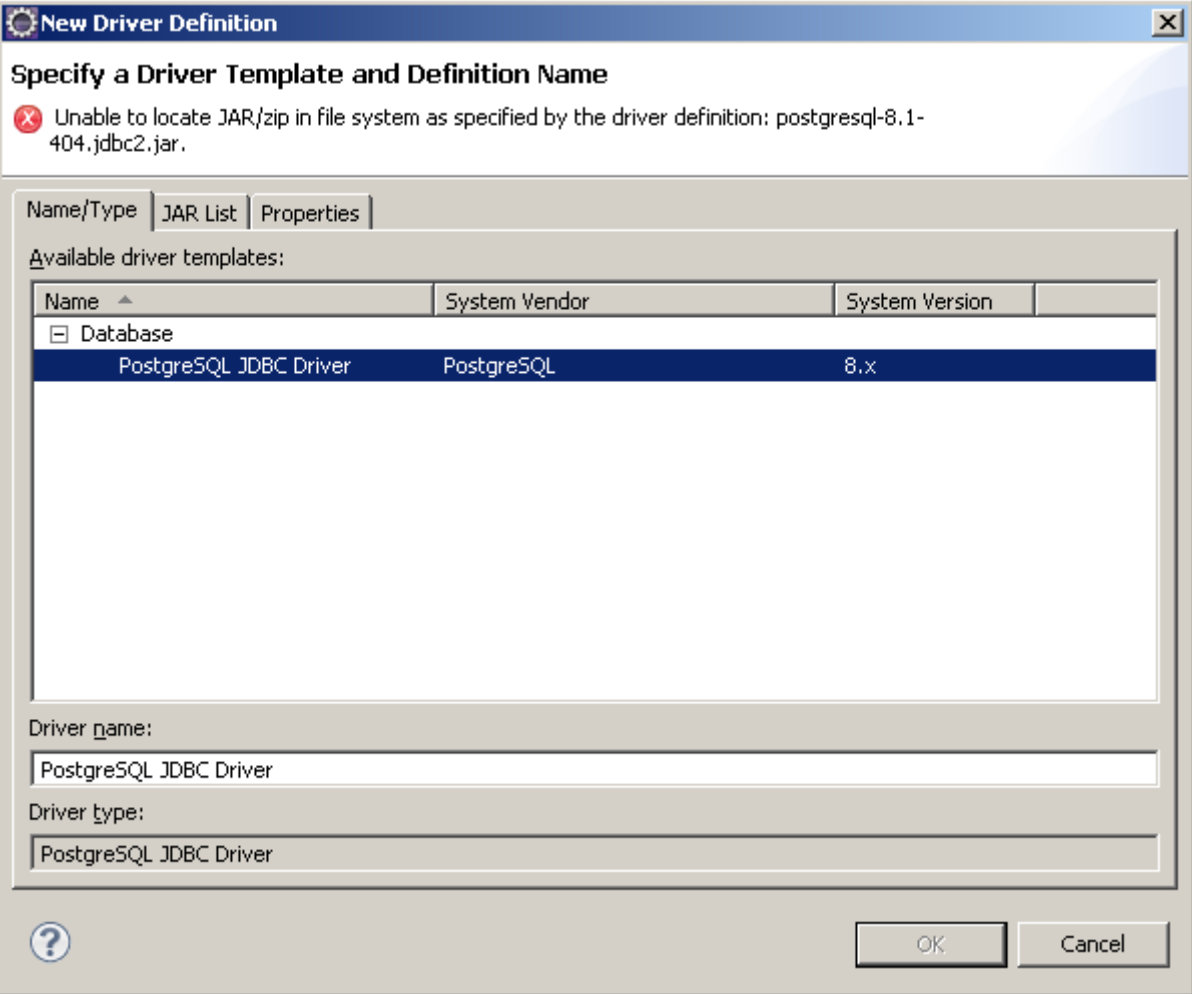 New Driver Definition
Specify a Driver Template and Definition Name
Unable to locate JAR/zip in file system as specified by the driver definition: postgresql-8.1-
404.jdbc2.jar.
Name/Type JAR List Properties
Available driver templates:
Name System Vendor System Version
Database
PostgreSQL JDBC Driver PostgreSQL 8.x
Driver name:
PostgreSQL JDBC Driver
Driver type:
PostgreSQL JDBC Driver
? OK Cancel